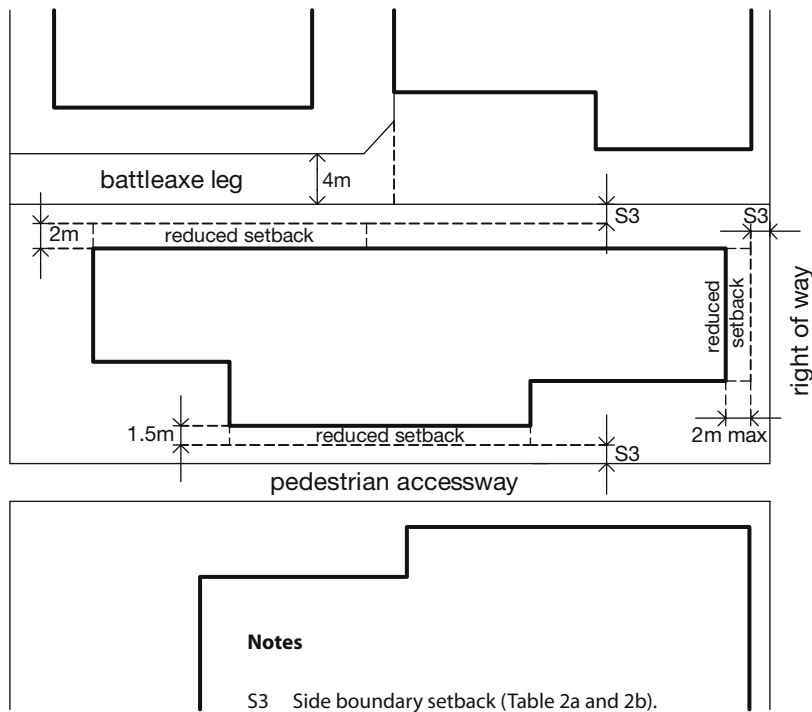 battleaxe leg
4m
S3
S3
2m
reduced setback
reduced
setback
right of way
1.5m
reduced setback
2m max
S3
pedestrian accessway
Notes
S3 Side boundary setback (Table 2a and 2b).